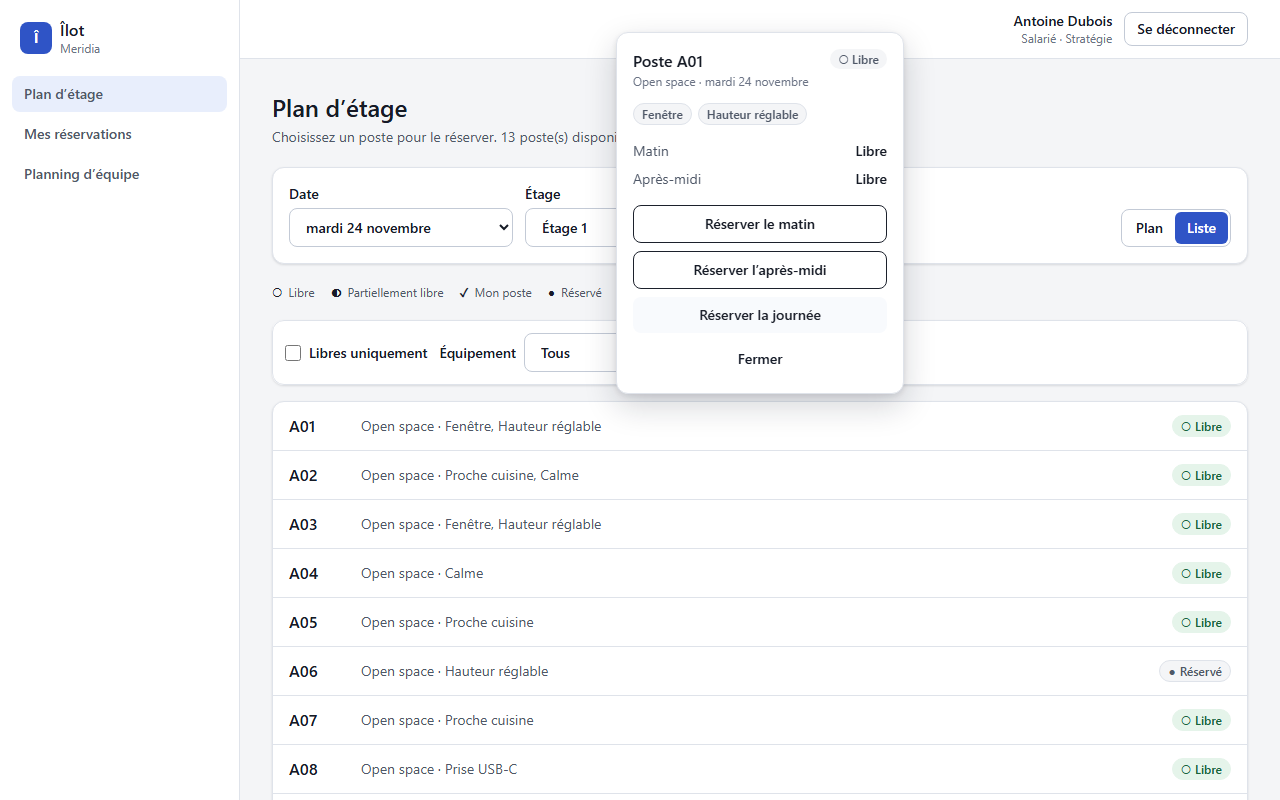 Î
Îlot
Meridia
Plan d’étage
Mes réservations
Planning d’équipe
Antoine Dubois
Salarié · Stratégie
Se déconnecter
Plan d’étage
Choisissez un poste pour le réserver. 13 poste(s)
Date
mardi 24 novembre
Étage
Étage 1
Plan
Liste
○ Libre
◐ Partiellement libre
✓ Mon poste
● Réservé
Libres uniquement
Équipement
Tous
Poste A01
○ Libre
Open space · mardi 24 novembre
Fenêtre
Hauteur réglable
Matin Libre
Après-midi Libre
Réserver le matin
Réserver l’après-midi
Réserver la journée
Fermer
A01 Open space · Fenêtre, Hauteur réglable ○ Libre
A02 Open space · Proche cuisine, Calme ○ Libre
A03 Open space · Fenêtre, Hauteur réglable ○ Libre
A04 Open space · Calme ○ Libre
A05 Open space · Proche cuisine ○ Libre
A06 Open space · Hauteur réglable ● Réservé
A07 Open space · Proche cuisine ○ Libre
A08 Open space · Prise USB-C ○ Libre